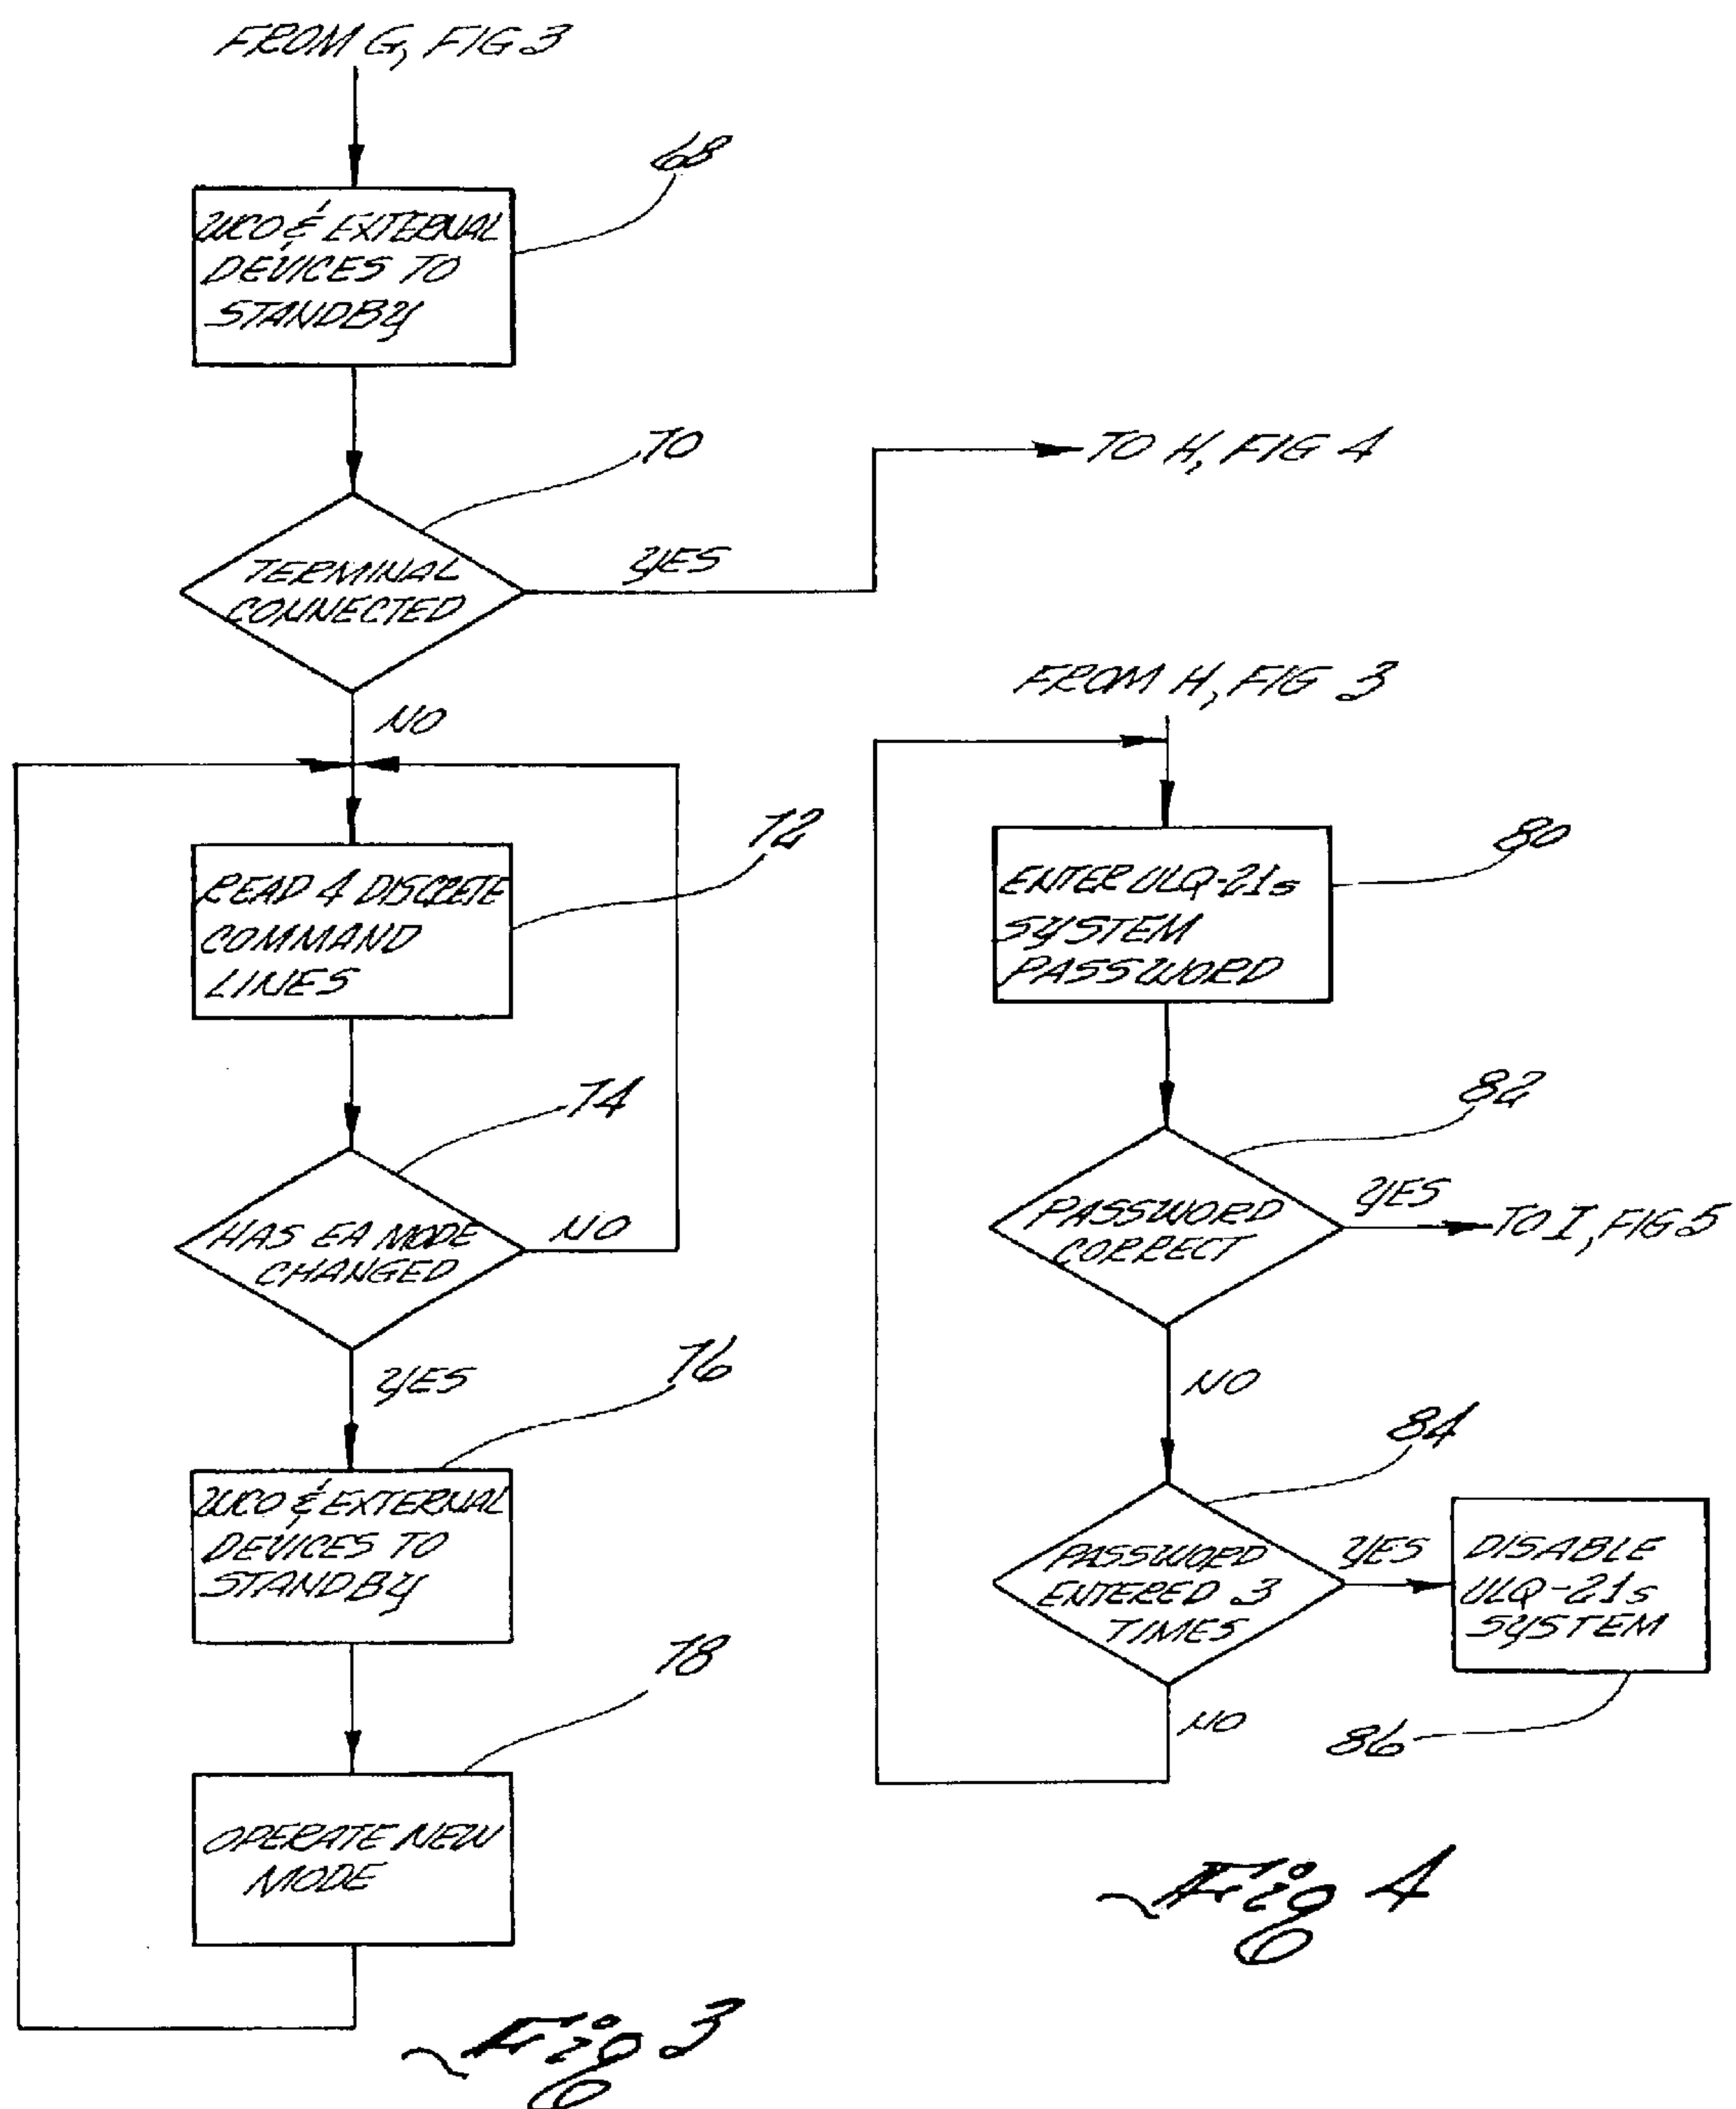 FROM G, FIG 3
68
WCO & EXTERNAL
DEVICES TO
STANDBY
70
TO H, FIG 4
TERMINAL
CONNECTED
YES
NO
72
READ 4 DISCRETE
COMMAND
LINES
74
HAS EA MODE
CHANGED
NO
YES
76
WCO & EXTERNAL
DEVICES TO
STANDBY
78
OPERATE NEW
MODE
Fig 3
FROM H, FIG 3
80
ENTER ULQ-21s
SYSTEM
PASSWORD
82
PASSWORD
CORRECT
YES
TO I, FIG 5
NO
84
PASSWORD
ENTERED 3
TIMES
YES
DISABLE
ULQ-21s
SYSTEM
86
NO
Fig 4